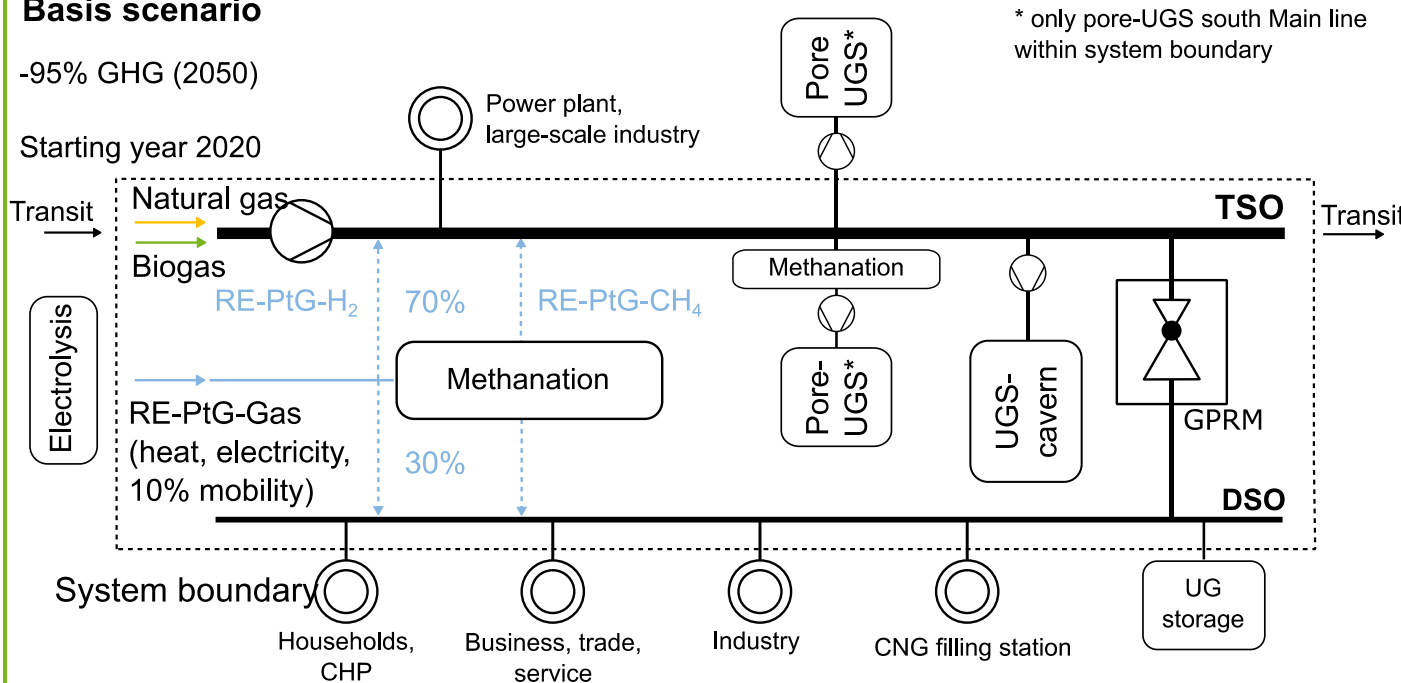 Basis scenario
-95% GHG (2050)
Starting year 2020
* only pore-UGS south Main line
within system boundary
Power plant,
large-scale industry
Pore
UGS*
Transit
Natural gas
Biogas
TSO
Transit
Electrolysis
RE-PtG-H₂
70%
RE-PtG-CH₄
Methanation
Methanation
RE-PtG-Gas
(heat, electricity,
10% mobility)
30%
Pore-
UGS*
UGS-
cavern
GPRM
DSO
System boundary
Households,
CHP
Business, trade,
service
Industry
CNG filling station
UG
storage